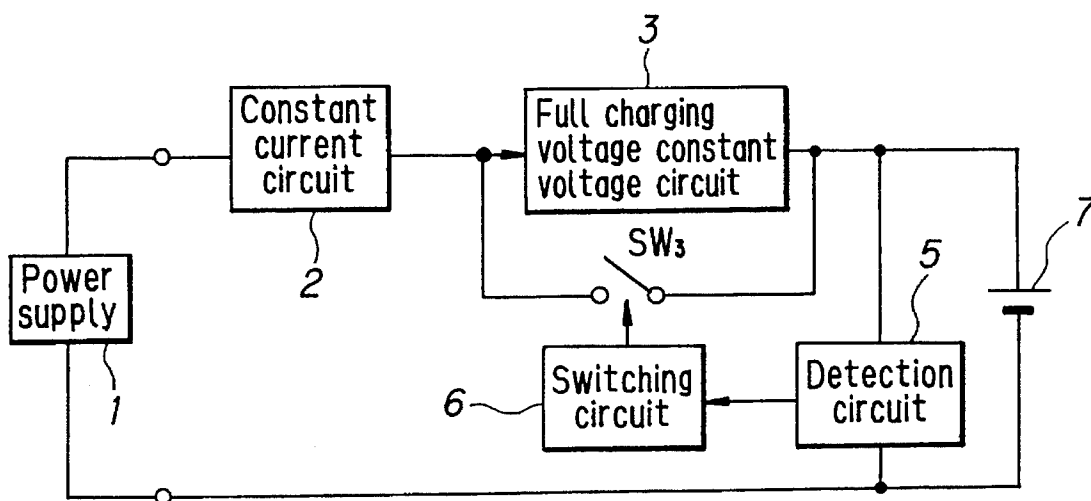 3
Constant
current
circuit
2
Full charging
voltage constant
voltage circuit
SW₃
7
Power
supply
1
5
Detection
circuit
6
Switching
circuit